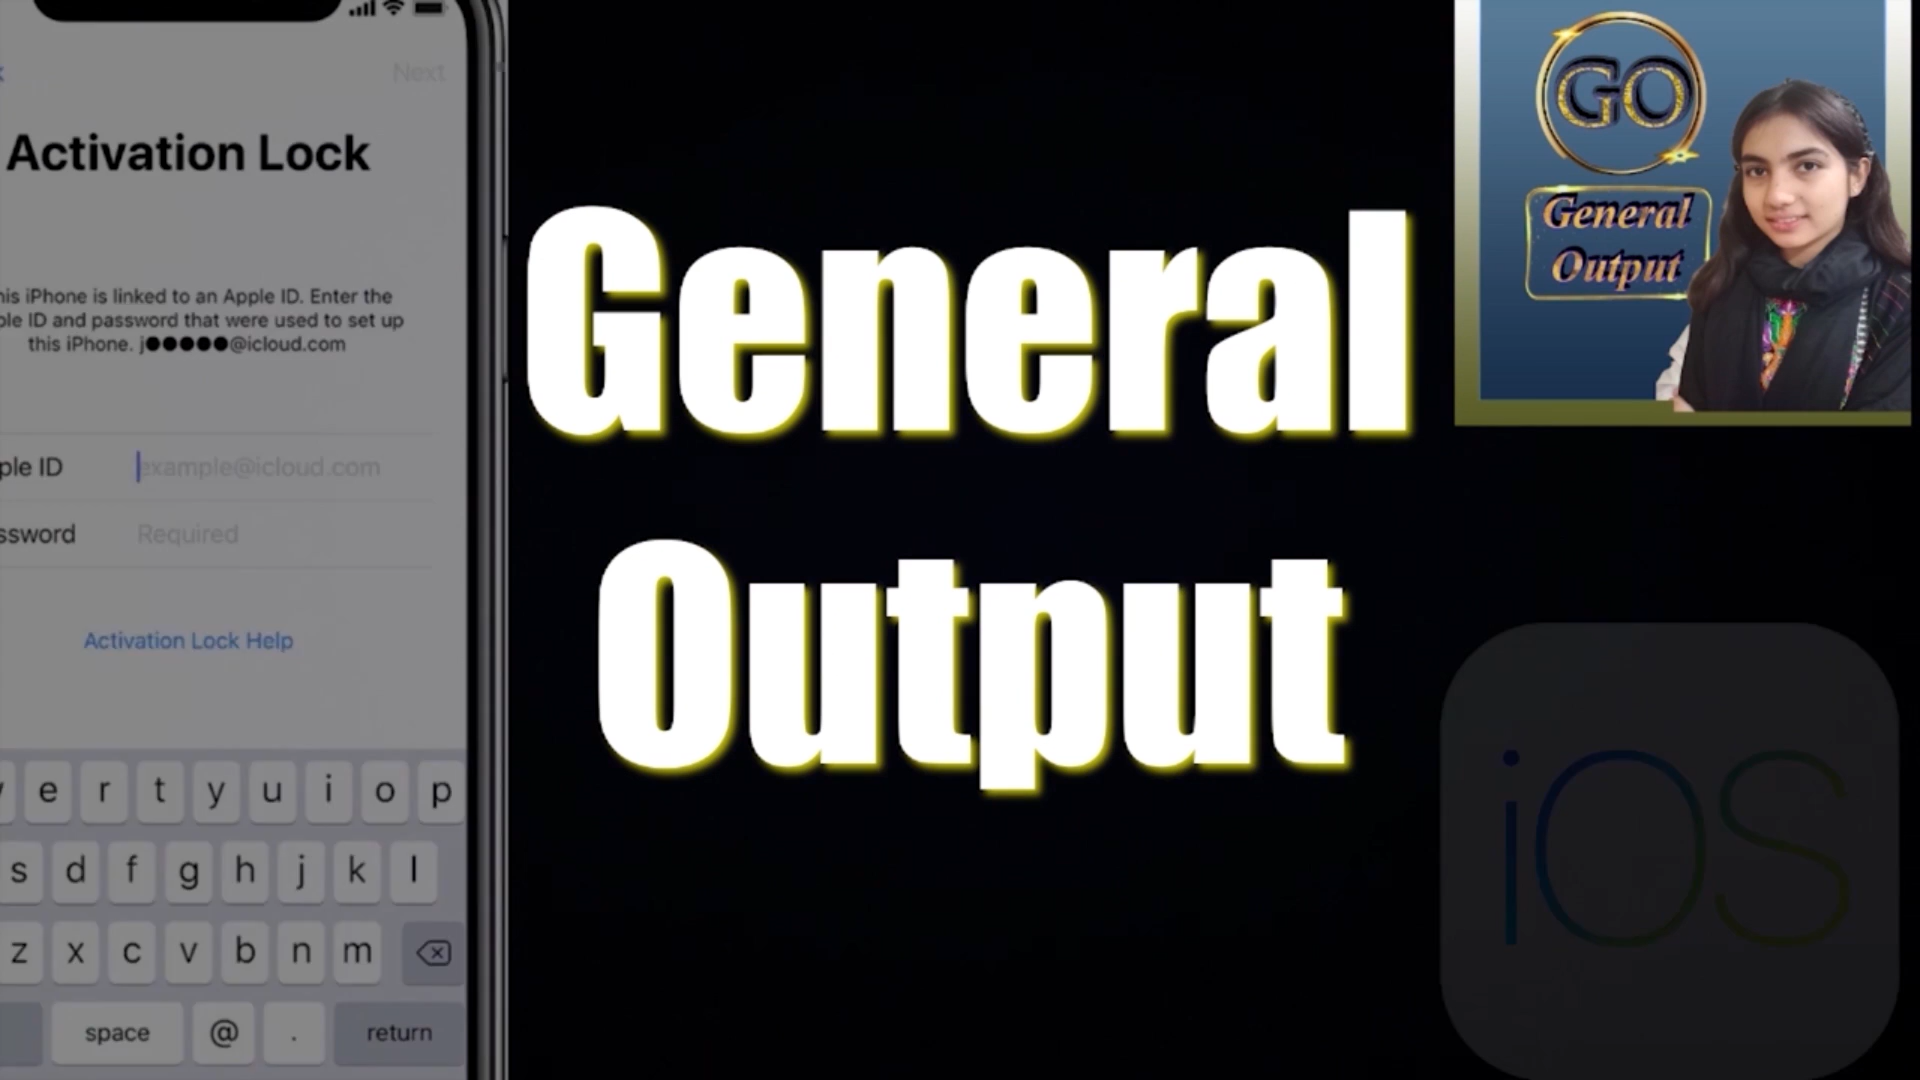 Next
Activation Lock
his iPhone is linked to an Apple ID. Enter the
ple ID and password that were used to set up
this iPhone. j●●●●●@icloud.com
ple ID example@icloud.com
ssword Required
Activation Lock Help
e r t y u i o p
s d f g h j k l
z x c v b n m
space @ . return
General
Output
GO
General
Output
iOS